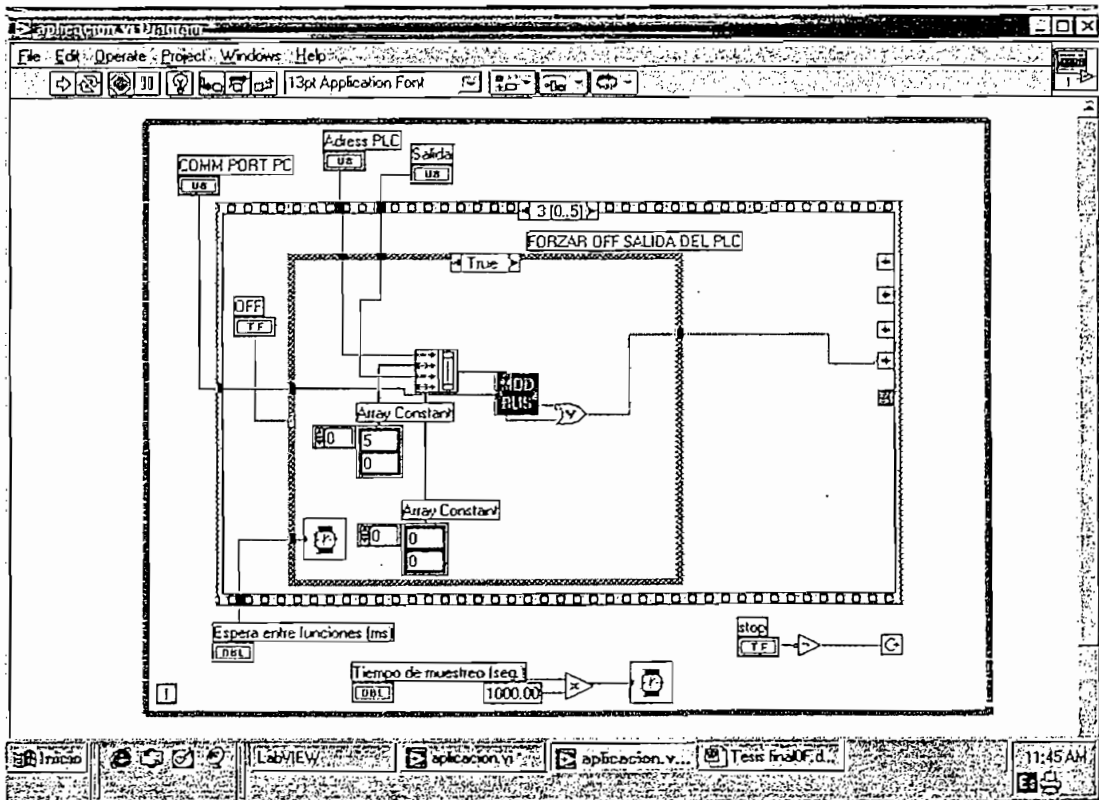 aplicacion.vi Diagram
File Edit Operate Project Windows Help
13pt Application Font
1
COMM PORT PC
U8
Adress PLC
U8
Salida
U8
3 [0..5]
FORZAR OFF SALIDA DEL PLC
True
OFF
TF
BUS
Array Constant
0
5
0
Array Constant
0
0
0
Espera entre funciones (ms)
DBL
stop
TF
Tiempo de muestreo (seg.)
DBL
1000.00
x
i
Inicio
LabVIEW
aplicacion.vi
aplicacion.v...
Tesis finalOF.d...
11:45 AM